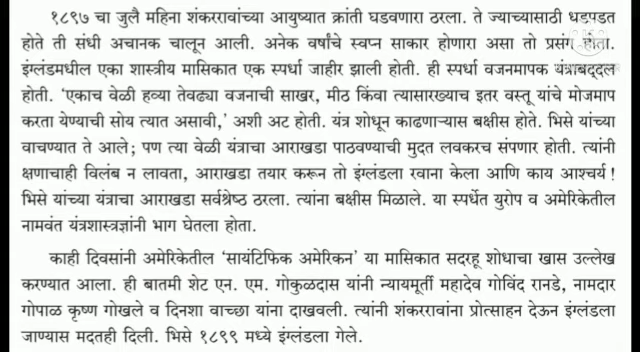 १८९७ चा जुलै महिना शंकररावांच्या आयुष्यात क्रांती घडवणारा ठरला. ते ज्याच्यासाठी धडपडत
होते ती संधी अचानक चालून आली. अनेक वर्षांचे स्वप्न साकार होणारा असा तो प्रसंग होता.
इंग्लंडमधील एका शास्त्रीय मासिकात एक स्पर्धा जाहीर झाली होती. ही स्पर्धा वजनमापक यंत्राबद्दल
होती. ‘एकाच वेळी हव्या तेवढ्या वजनाची साखर, मीठ किंवा त्यासारख्याच इतर वस्तू यांचे मोजमाप
करता येण्याची सोय त्यात असावी,’ अशी अट होती. यंत्र शोधून काढणाऱ्यास बक्षीस होते. भिसे यांच्या
वाचण्यात ते आले; पण त्या वेळी यंत्राचा आराखडा पाठवण्याची मुदत लवकरच संपणार होती. त्यांनी
क्षणाचाही विलंब न लावता, आराखडा तयार करून तो इंग्लंडला रवाना केला आणि काय आश्चर्य!
भिसे यांच्या यंत्राचा आराखडा सर्वश्रेष्ठ ठरला. त्यांना बक्षीस मिळाले. या स्पर्धेत युरोप व अमेरिकेतील
नामवंत यंत्रशास्त्रज्ञांनी भाग घेतला होता.
काही दिवसांनी अमेरिकेतील ‘सायंटिफिक अमेरिकन’ या मासिकात सदरहू शोधाचा खास उल्लेख
करण्यात आला. ही बातमी शेट एन. एम. गोकुळदास यांनी न्यायमूर्ती महादेव गोविंद रानडे, नामदार
गोपाळ कृष्ण गोखले व दिनशा वाच्छा यांना दाखवली. त्यांनी शंकररावांना प्रोत्साहन देऊन इंग्लंडला
जाण्यास मदतही दिली. भिसे १८९९ मध्ये इंग्लंडला गेले.